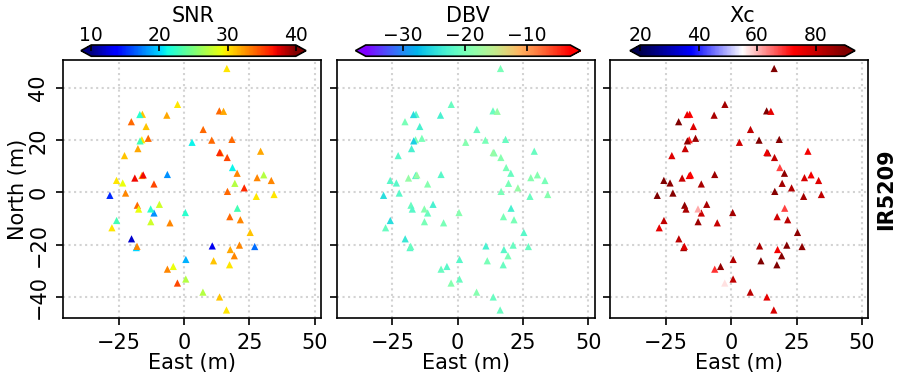 SNR DBV Xc
10 20 30 40 −30 −20 −10 20 40 60 80
North (m)
40
20
0
−20
−40
−25 0 25 50 −25 0 25 50 −25 0 25 50
East (m) East (m) East (m)
IR5209